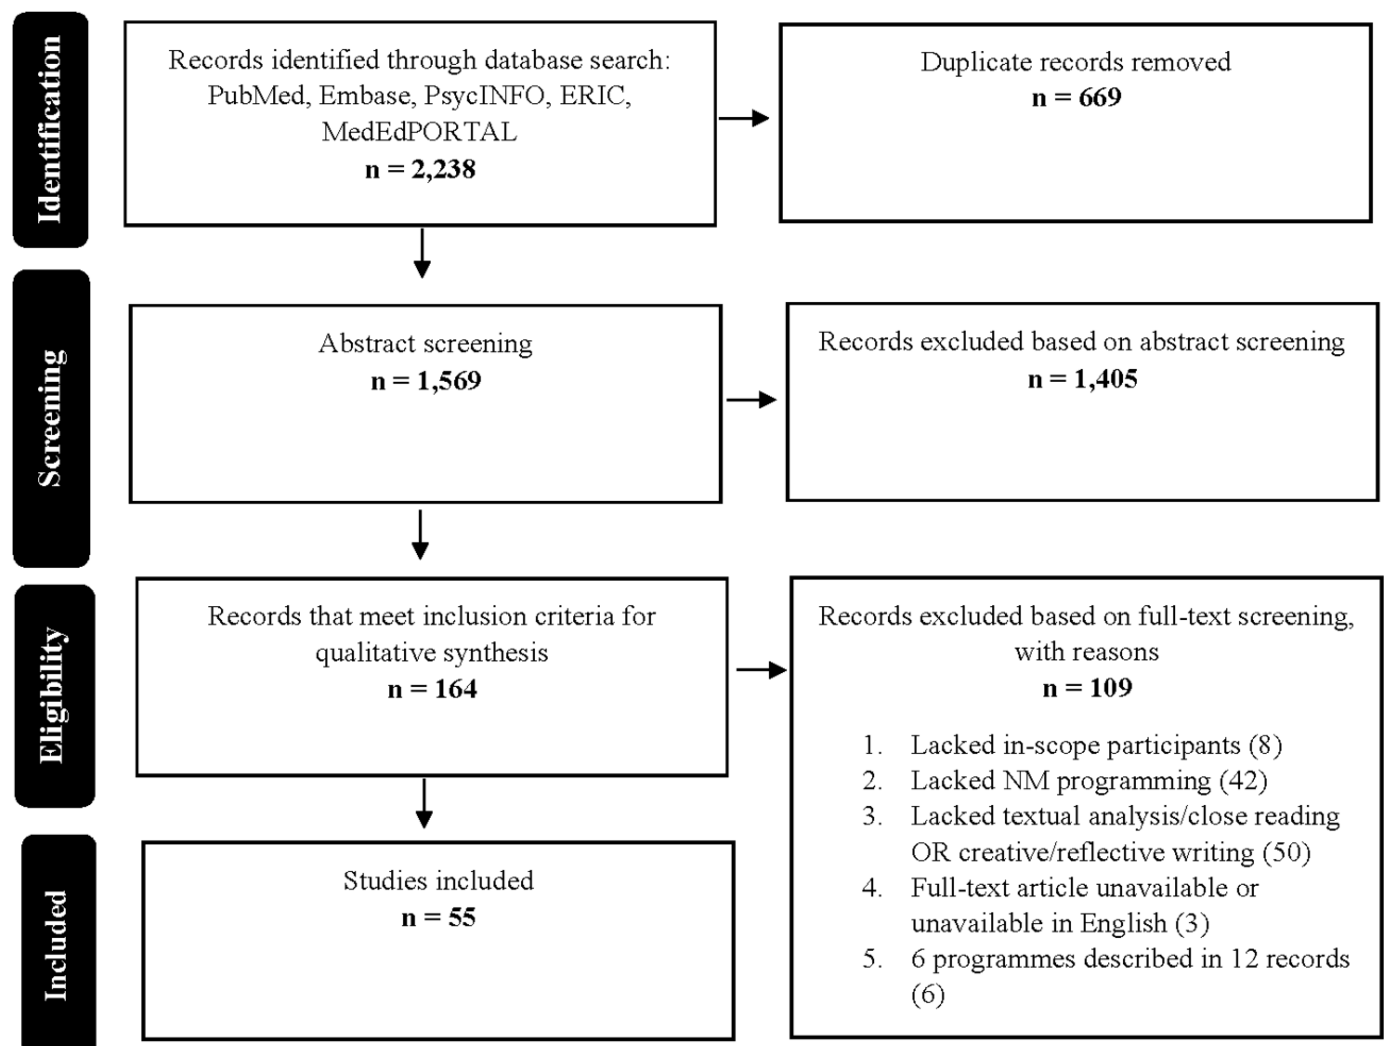 Identification
Records identified through database search:
PubMed, Embase, PsycINFO, ERIC,
MedEdPORTAL
n = 2,238
Duplicate records removed
n = 669
Screening
Abstract screening
n = 1,569
Records excluded based on abstract screening
n = 1,405
Eligibility
Records that meet inclusion criteria for
qualitative synthesis
n = 164
Records excluded based on full-text screening,
with reasons
n = 109
1. Lacked in-scope participants (8)
2. Lacked NM programming (42)
3. Lacked textual analysis/close reading
OR creative/reflective writing (50)
4. Full-text article unavailable or
unavailable in English (3)
5. 6 programmes described in 12 records
(6)
Included
Studies included
n = 55